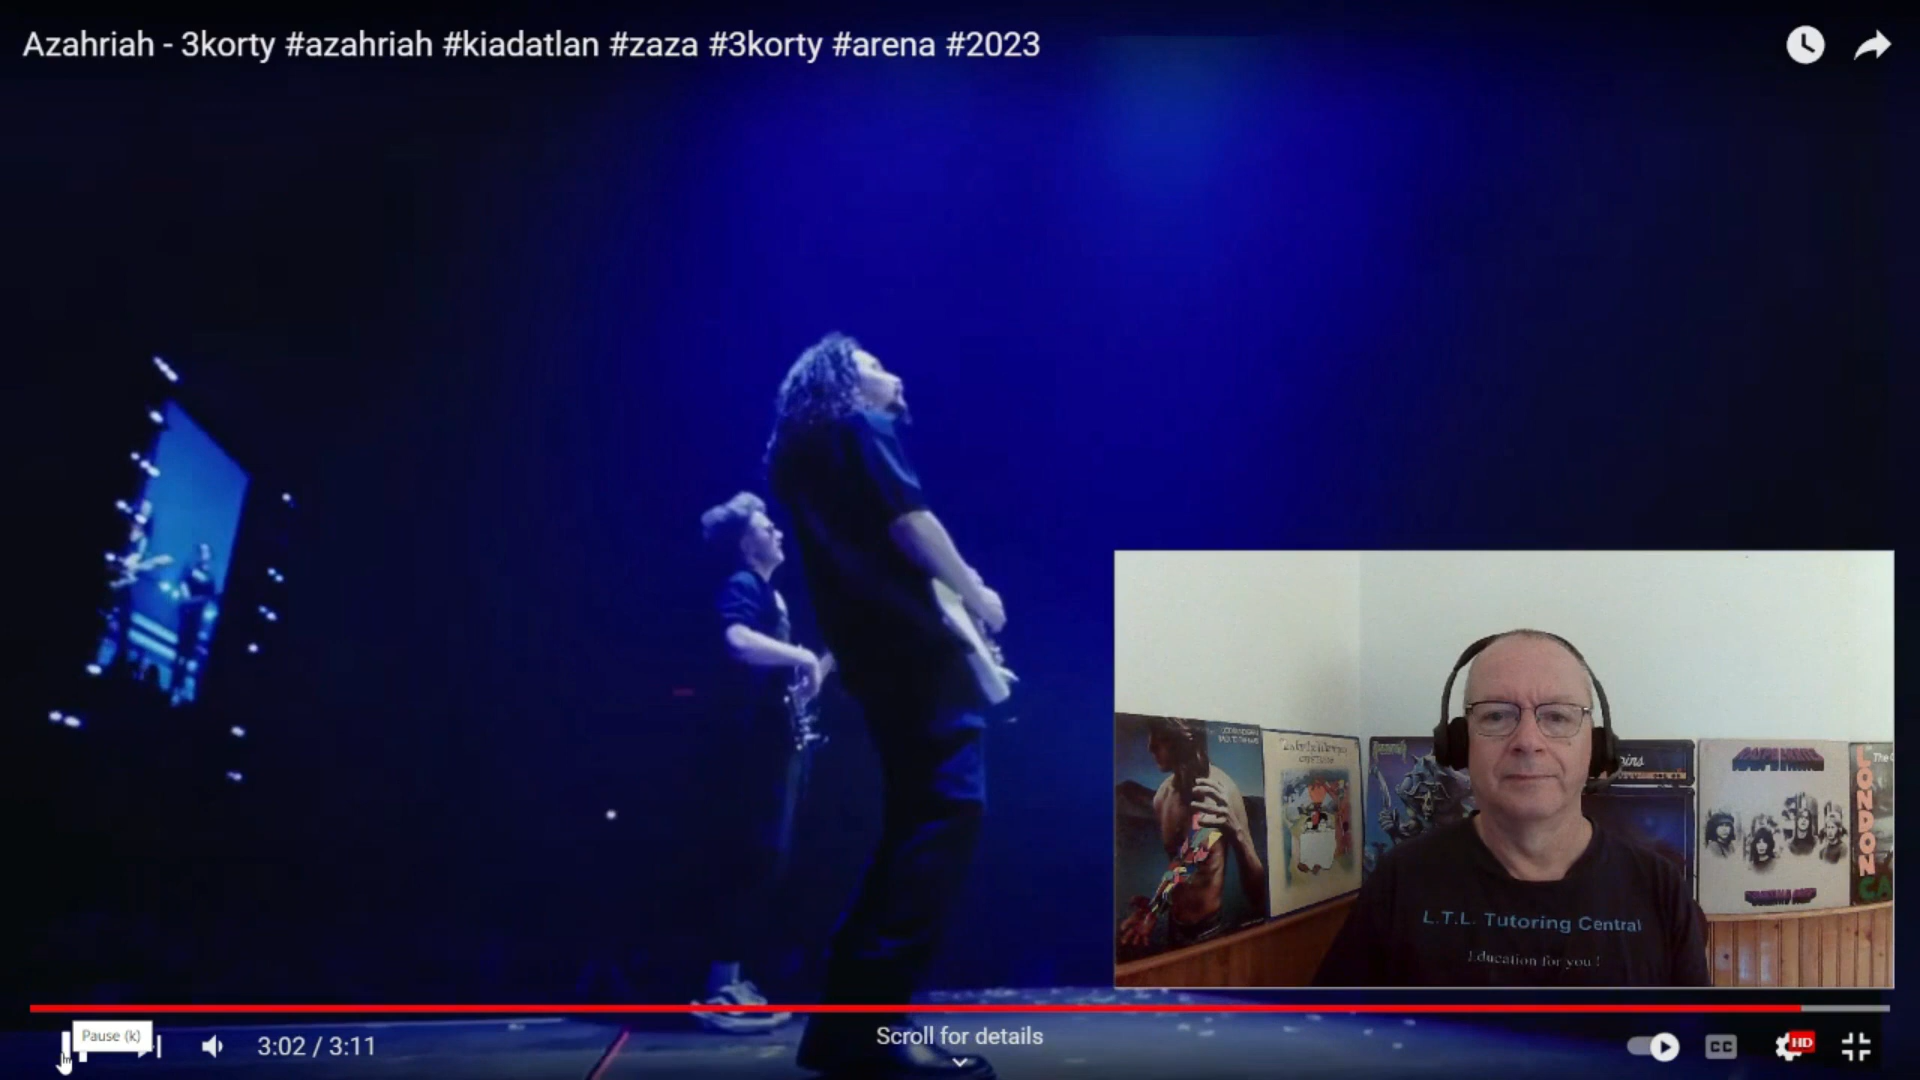 Azahriah - 3korty #azahriah #kiadatlan #zaza #3korty #arena #2023
L.T.L. Tutoring Central
Education for you !
LONDON
Pause (k)
3:02 / 3:11
Scroll for details
CC
HD